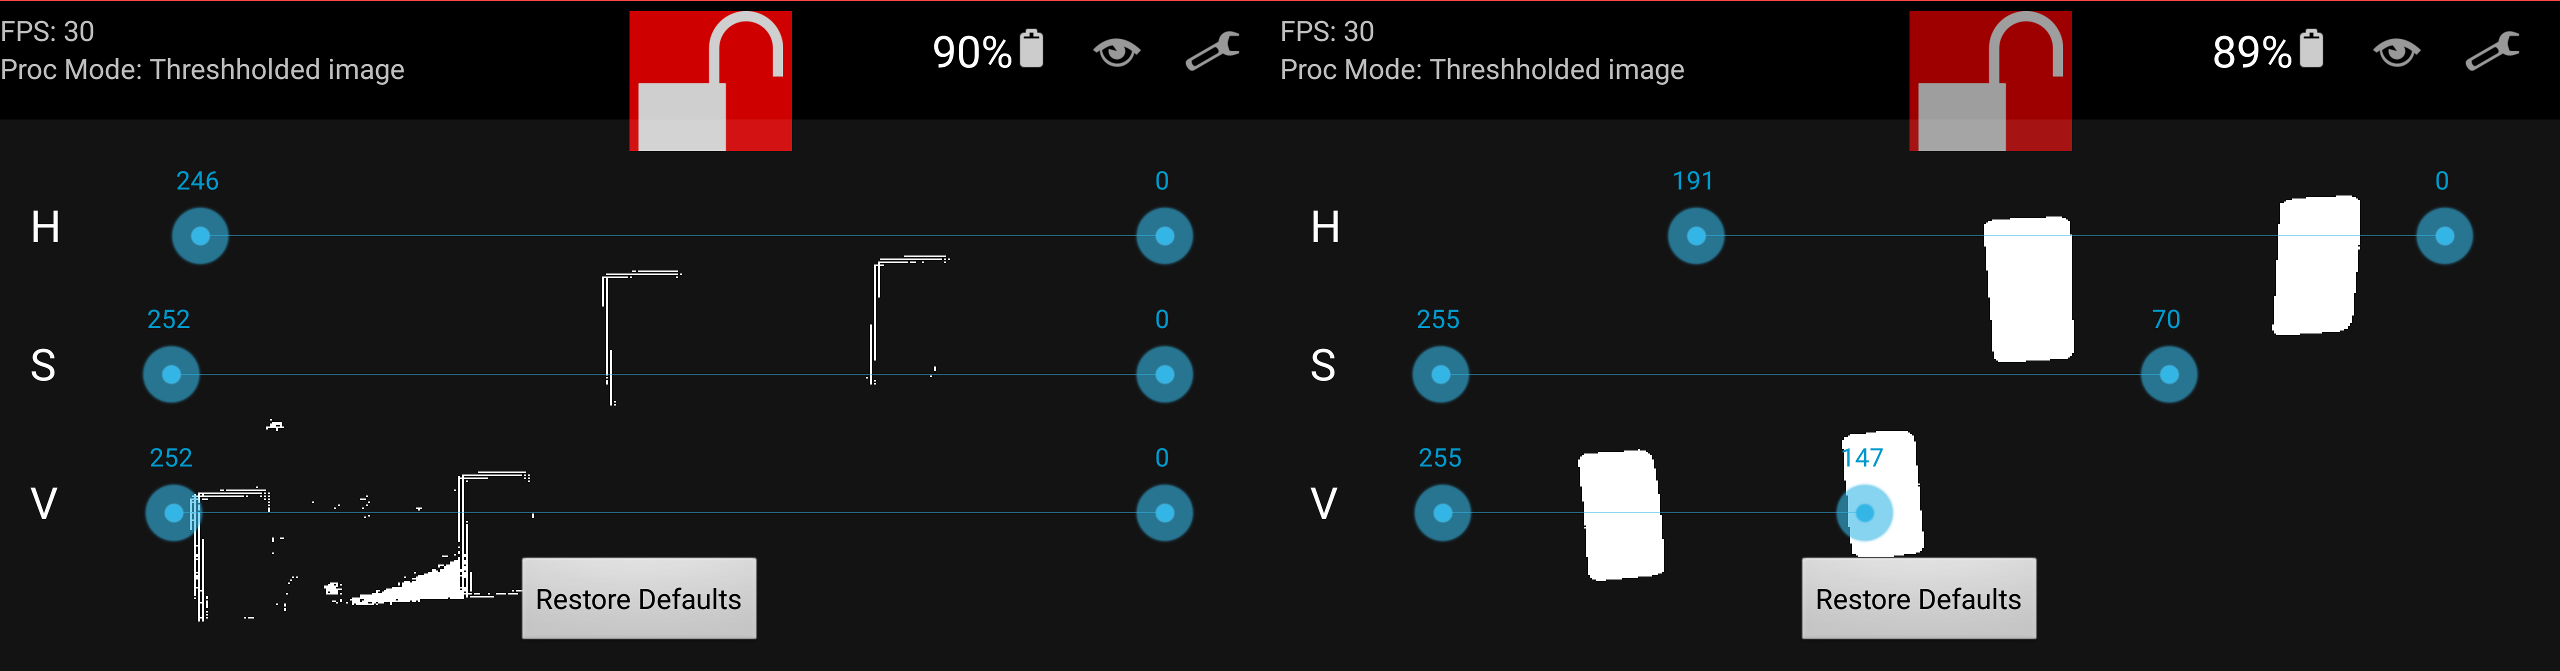 FPS: 30
Proc Mode: Threshholded image
90%
246
0
H
252
0
S
252
0
V
Restore Defaults
FPS: 30
Proc Mode: Threshholded image
89%
191
0
H
255
70
S
255
147
V
Restore Defaults